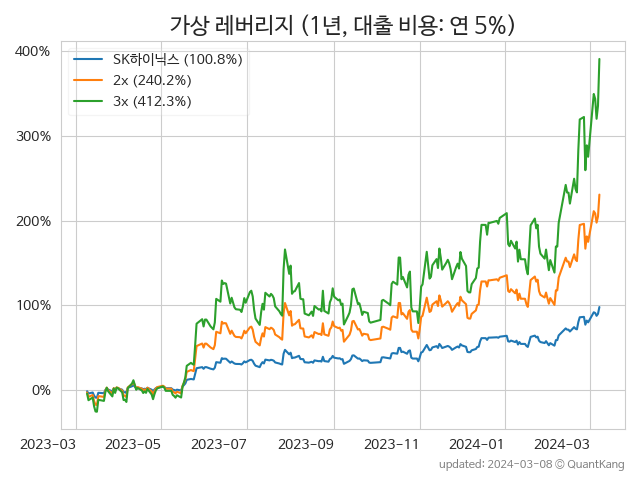 가상 레버리지 (1년, 대출 비용: 연 5%)
SK하이닉스 (100.8%)
2x (240.2%)
3x (412.3%)
400%
300%
200%
100%
0%
2023-03 2023-05 2023-07 2023-09 2023-11 2024-01 2024-03
updated: 2024-03-08 © QuantKang